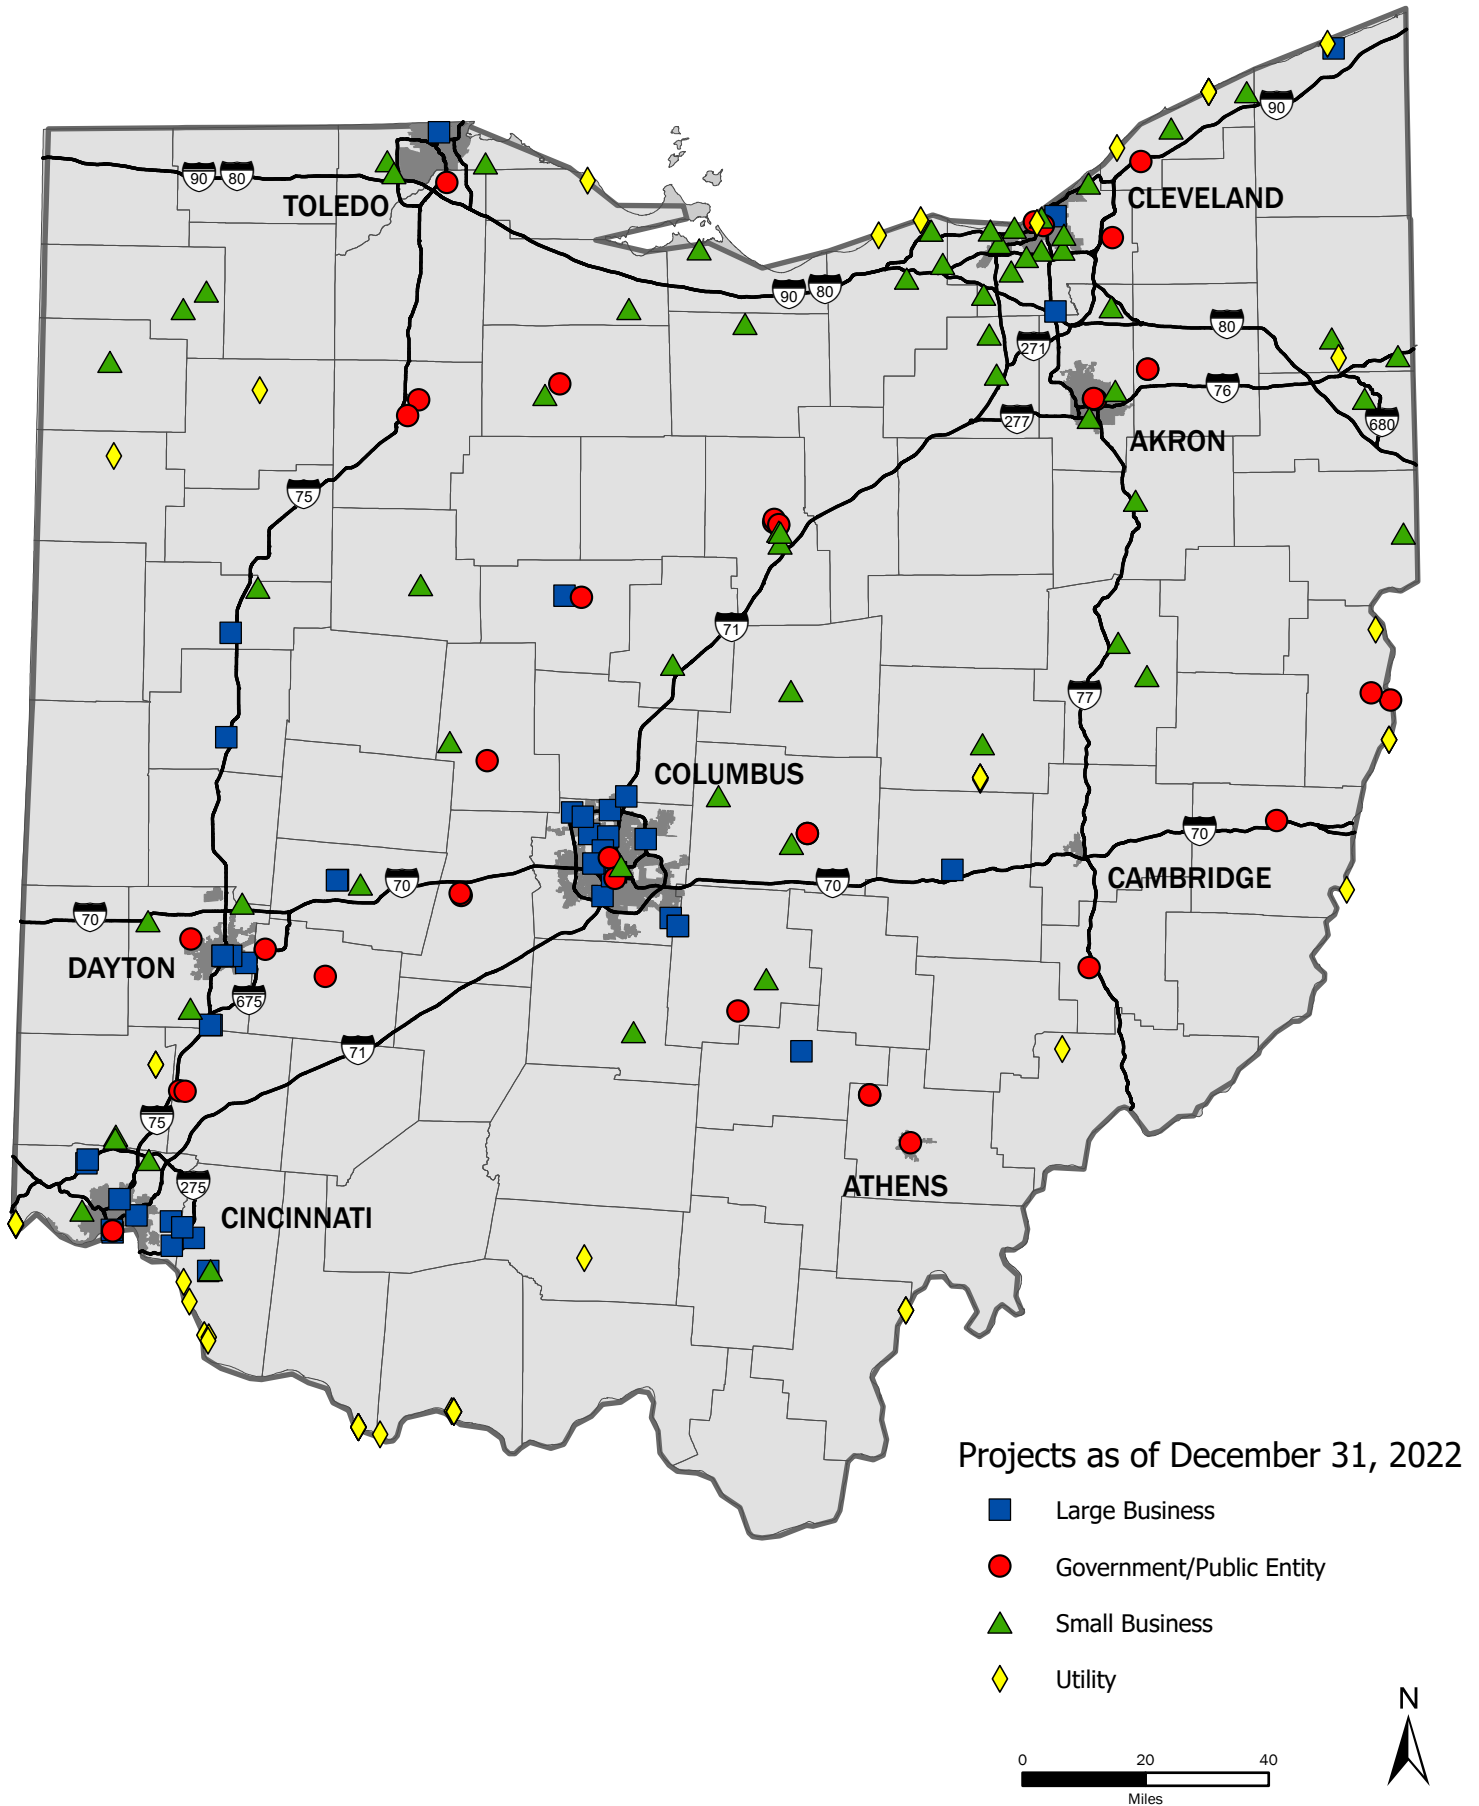 90
90 80
TOLEDO
CLEVELAND
90 80
80
271
76
277
680
AKRON
75
71
77
COLUMBUS
70
70
70
CAMBRIDGE
70
DAYTON
675
71
75
275
ATHENS
CINCINNATI
Projects as of December 31, 2022
Large Business
Government/Public Entity
Small Business
Utility
N
0 20 40
Miles